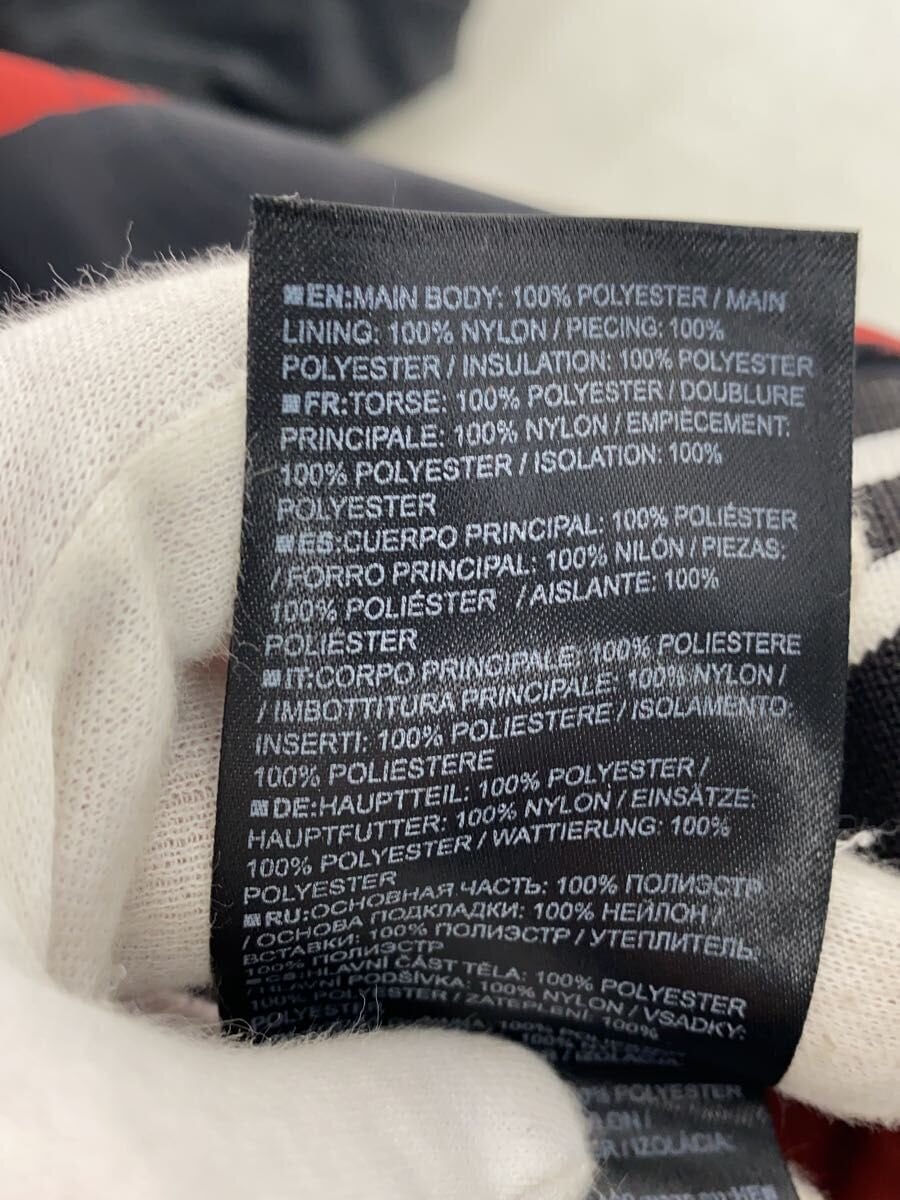 EN:MAIN BODY: 100% POLYESTER / MAIN
LINING: 100% NYLON / PIECING: 100%
POLYESTER / INSULATION: 100% POLYESTER
FR:TORSE: 100% POLYESTER / DOUBLURE
PRINCIPALE: 100% NYLON / EMPIÈCEMENT:
100% POLYESTER / ISOLATION: 100%
POLYESTER
ES:CUERPO PRINCIPAL: 100% POLIÉSTER
/ FORRO PRINCIPAL: 100% NILÓN / PIEZAS:
100% POLIÉSTER / AISLANTE: 100%
POLIÉSTER
IT:CORPO PRINCIPALE: 100% POLIESTERE
/ IMBOTTITURA PRINCIPALE: 100% NYLON /
INSERTI: 100% POLIESTERE / ISOLAMENTO:
100% POLIESTERE
DE:HAUPTTEIL: 100% POLYESTER /
HAUPTFUTTER: 100% NYLON / EINSÄTZE:
100% POLYESTER / WATTIERUNG: 100%
POLYESTER
RU:ОСНОВНАЯ ЧАСТЬ: 100% ПОЛИЭСТР
/ ОСНОВА ПОДКЛАДКИ: 100% НЕЙЛОН /
ВСТАВКИ: 100% ПОЛИЭСТР / УТЕПЛИТЕЛЬ:
100% ПОЛИЭСТР
HLAVNÍ ČÁST TĚLA: 100% POLYESTER
HLAVNÍ PODŠÍVKA: 100% NYLON / VSADKY:
100% POLYESTER / ZATEPLENÍ: 100%
POLYESTER
100% POLYESTER
POLYESTER
/ IZOLÁCIA: